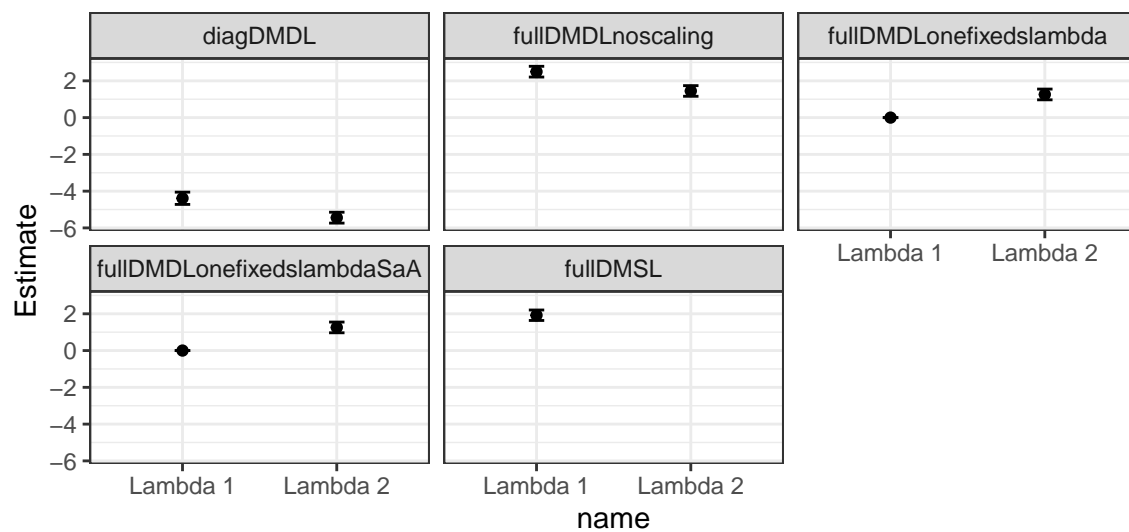 diagDMDL
fullDMDLnoscaling
fullDMDLonefixedslambda
2
0
−2
−4
−6
Lambda 1
Lambda 2
fullDMDLonefixedslambdaSaA
fullDMSL
2
0
−2
−4
−6
Lambda 1
Lambda 2
Lambda 1
Lambda 2
Estimate
name